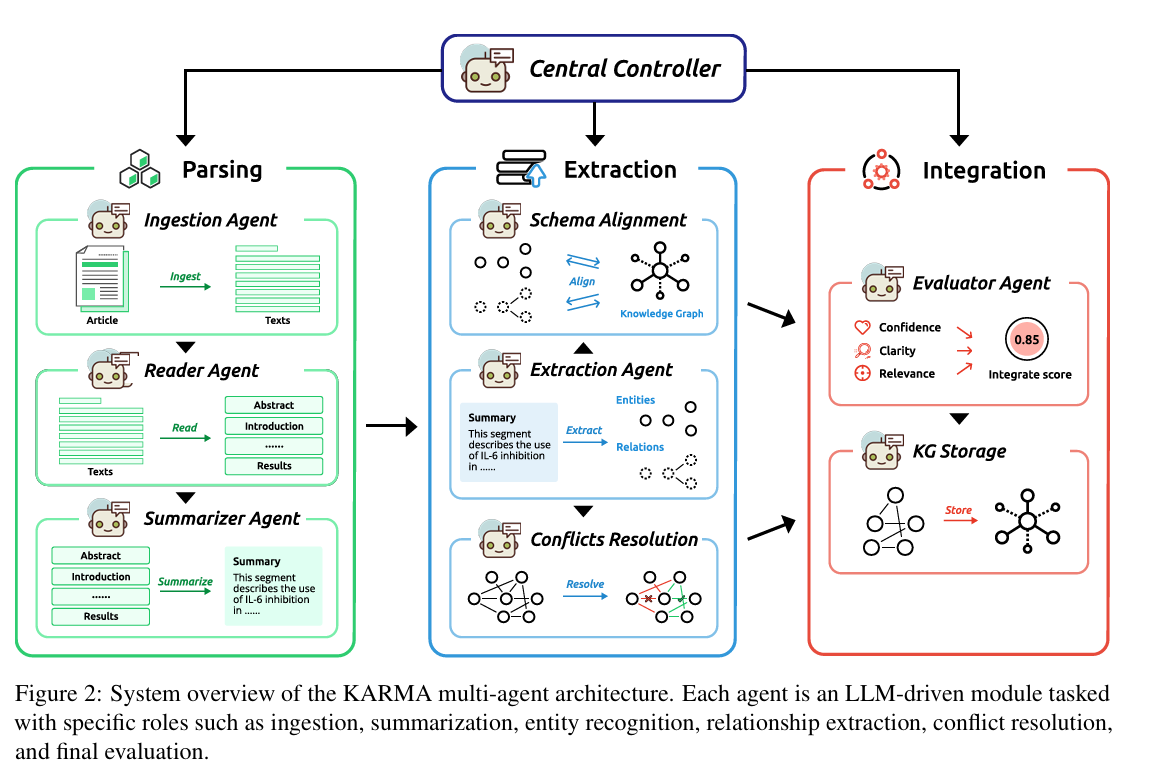 Central Controller
Parsing
Ingestion Agent
Ingest
Article
Texts
Reader Agent
Read
Texts
Abstract
Introduction
......
Results
Summarizer Agent
Abstract
Introduction
......
Results
Summarize
Summary
This segment
describes the use
of IL-6 inhibition
in ......
Extraction
Schema Alignment
Align
Knowledge Graph
Extraction Agent
Summary
This segment
describes the use
of IL-6 inhibition
in ......
Extract
Entities
Relations
Conflicts Resolution
Resolve
Integration
Evaluator Agent
Confidence
Clarity
Relevance
0.85
Integrate score
KG Storage
Store
Figure 2: System overview of the KARMA multi-agent architecture. Each agent is an LLM-driven module tasked
with specific roles such as ingestion, summarization, entity recognition, relationship extraction, conflict resolution,
and final evaluation.